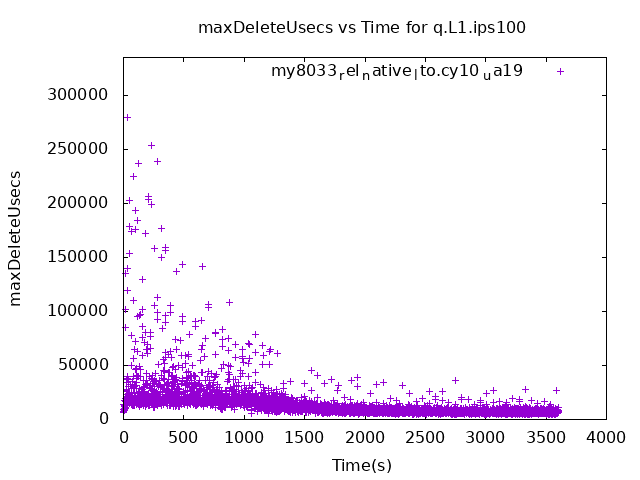 maxDeleteUsecs vs Time for q.L1.ips100
my8033relnativelto.cy10ua19
300000
250000
200000
150000
100000
50000
0
maxDeleteUsecs
0 500 1000 1500 2000 2500 3000 3500 4000
Time(s)